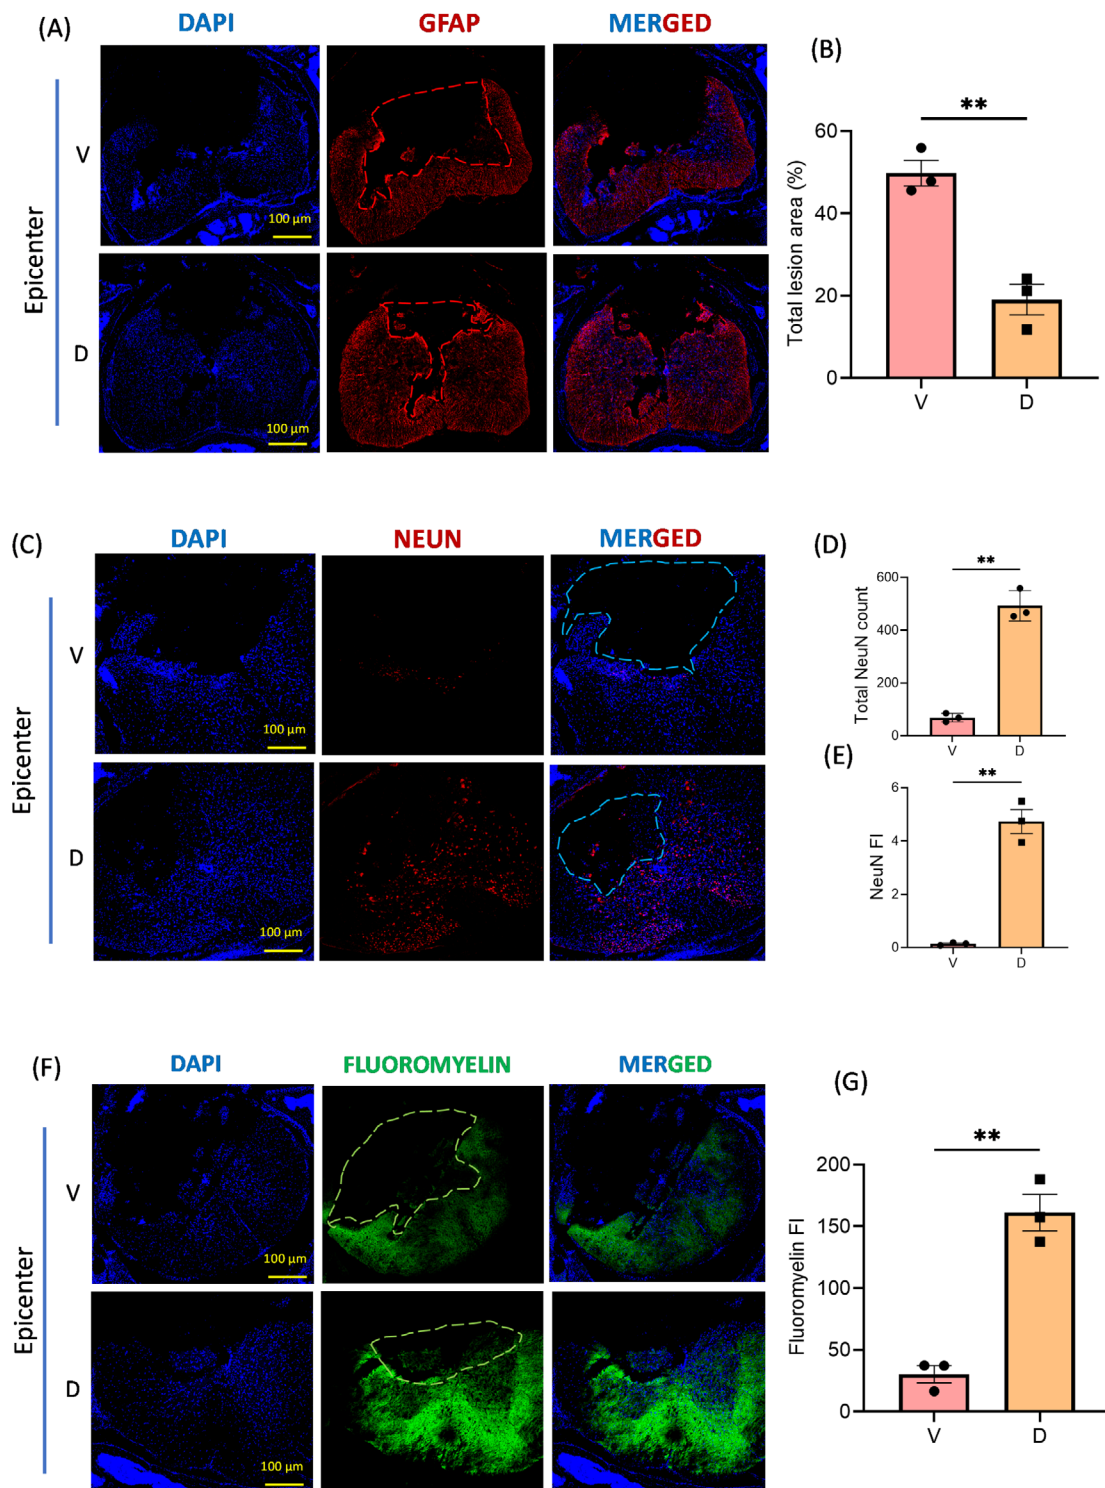 (A) DAPI GFAP MERGED
Epicenter
V
100 µm
D
100 µm
(B)
**
Total lesion area (%)
60
40
20
0
V D
(C) DAPI NEUN MERGED
Epicenter
V
100 µm
D
100 µm
(D)
**
Total NeuN count
600
400
200
0
V D
(E)
**
NeuN FI
6
4
2
0
V D
(F) DAPI FLUOROMYELIN MERGED
Epicenter
V
100 µm
D
100 µm
(G)
**
Fluoromyelin FI
200
150
100
50
0
V D